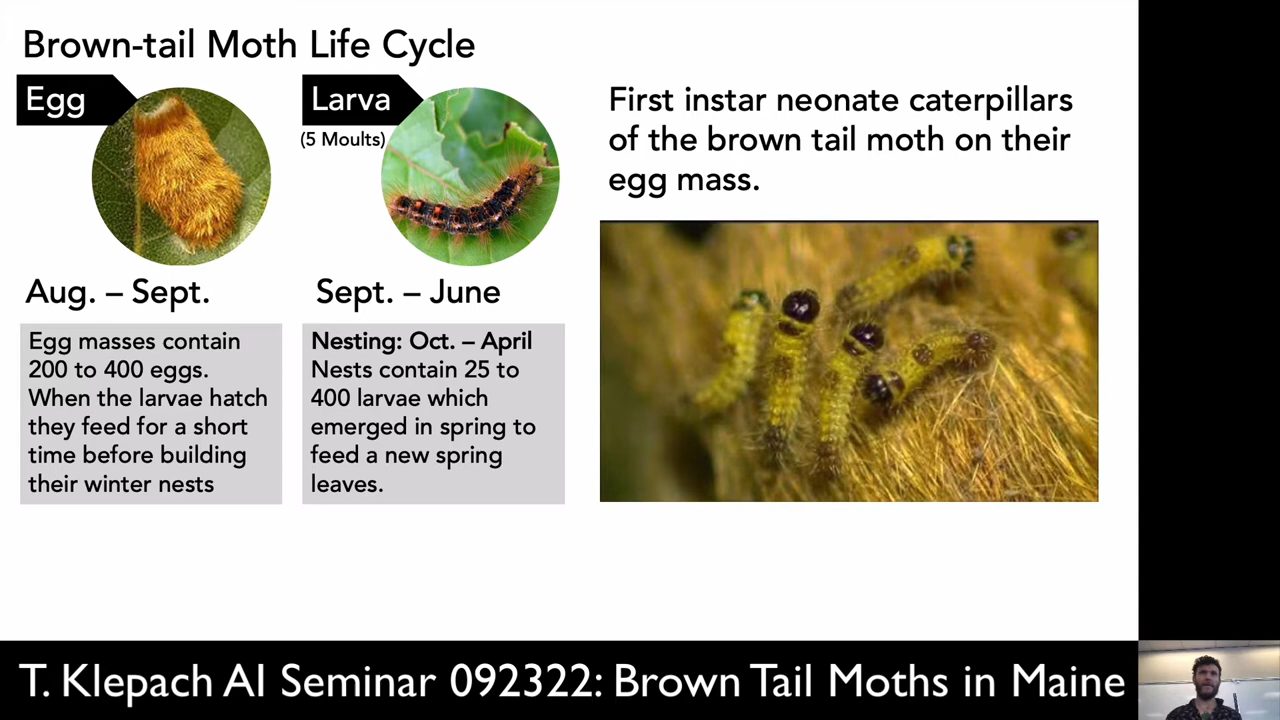 Brown-tail Moth Life Cycle
Egg
Aug. – Sept.
Egg masses contain
200 to 400 eggs.
When the larvae hatch
they feed for a short
time before building
their winter nests
Larva
(5 Moults)
Sept. – June
Nesting: Oct. – April
Nests contain 25 to
400 larvae which
emerged in spring to
feed a new spring
leaves.
First instar neonate caterpillars
of the brown tail moth on their
egg mass.
T. Klepach AI Seminar 092322: Brown Tail Moths in Maine